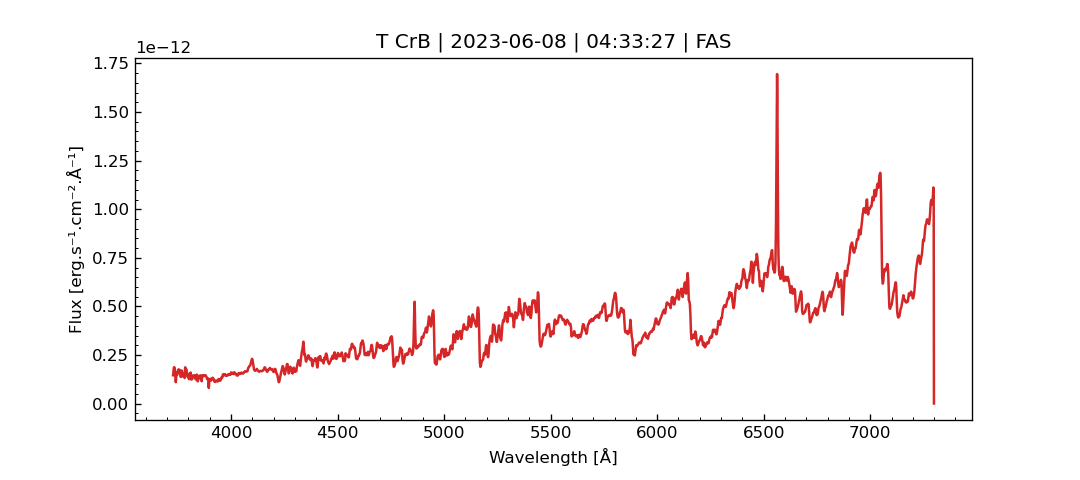 T CrB | 2023-06-08 | 04:33:27 | FAS
1e−12
1.75
1.50
1.25
1.00
0.75
0.50
0.25
0.00
Flux [erg.s⁻¹.cm⁻².Å⁻¹]
4000 4500 5000 5500 6000 6500 7000
Wavelength [Å]